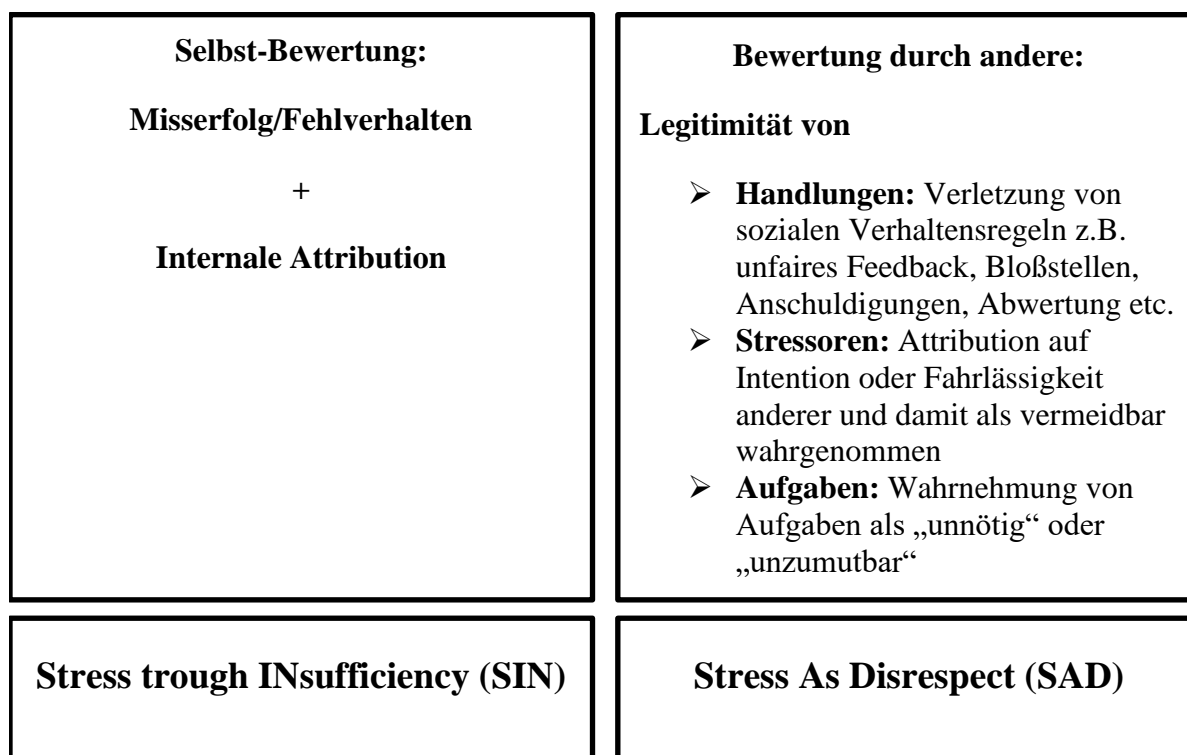 Selbst-Bewertung:
Misserfolg/Fehlverhalten
+
Internale Attribution
Bewertung durch andere:
Legitimität von
➢ Handlungen: Verletzung von
sozialen Verhaltensregeln z.B.
unfaires Feedback, Bloßstellen,
Anschuldigungen, Abwertung etc.
➢ Stressoren: Attribution auf
Intention oder Fahrlässigkeit
anderer und damit als vermeidbar
wahrgenommen
➢ Aufgaben: Wahrnehmung von
Aufgaben als „unnötig“ oder
„unzumutbar“
Stress trough INsufficiency (SIN)
Stress As Disrespect (SAD)